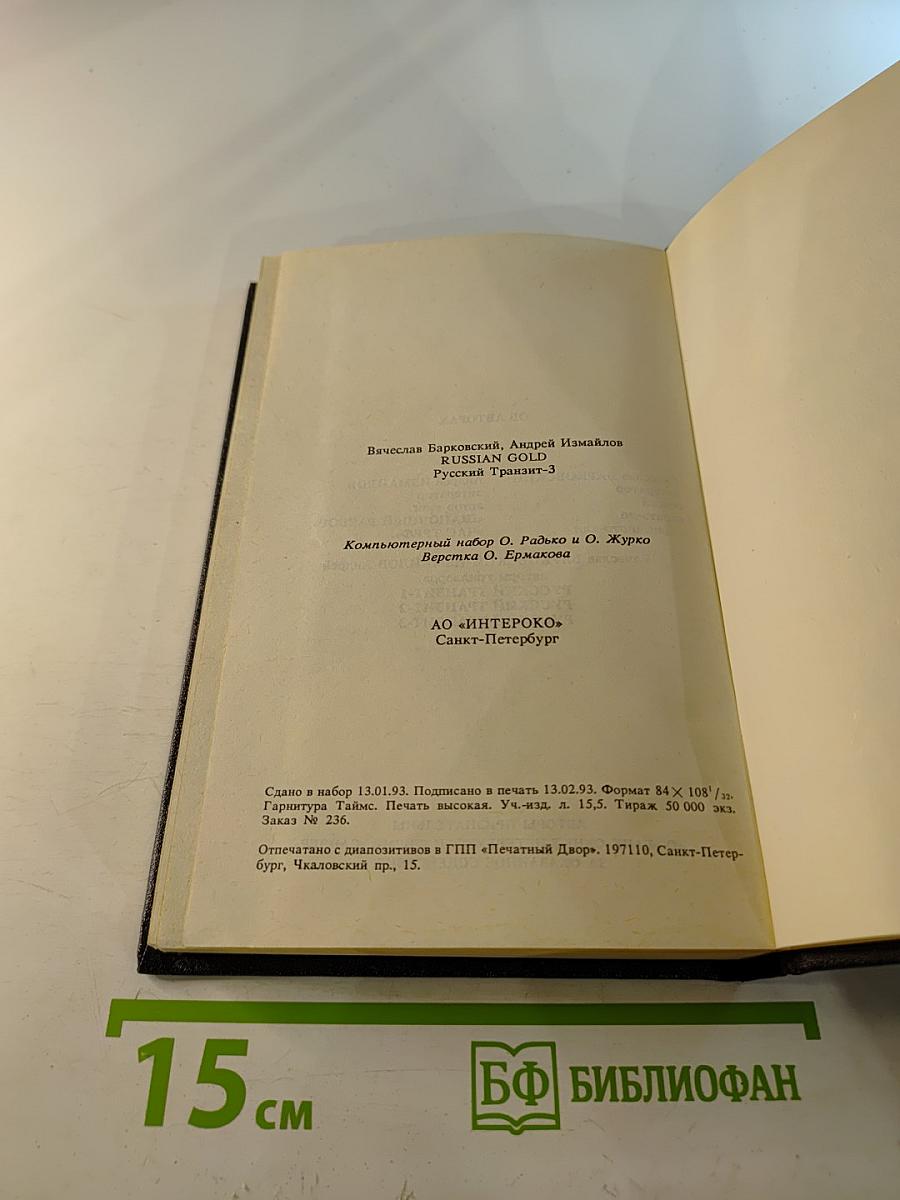 Вячеслав Барковский, Андрей Измайлов
RUSSIAN GOLD
Русский Транзит-3
Компьютерный набор О. Радько и О. Журко
Верстка О. Ермакова
АО «ИНТЕРОКО»
Санкт-Петербург
Сдано в набор 13.01.93. Подписано в печать 13.02.93. Формат 84 × 108¹/₃₂.
Гарнитура Таймс. Печать высокая. Уч.-изд. л. 15,5. Тираж 50 000 экз.
Заказ № 236.
Отпечатано с диапозитивов в ГПП «Печатный Двор». 197110, Санкт-Петер-
бург, Чкаловский пр., 15.
15 см
БФ БИБЛИОФАН